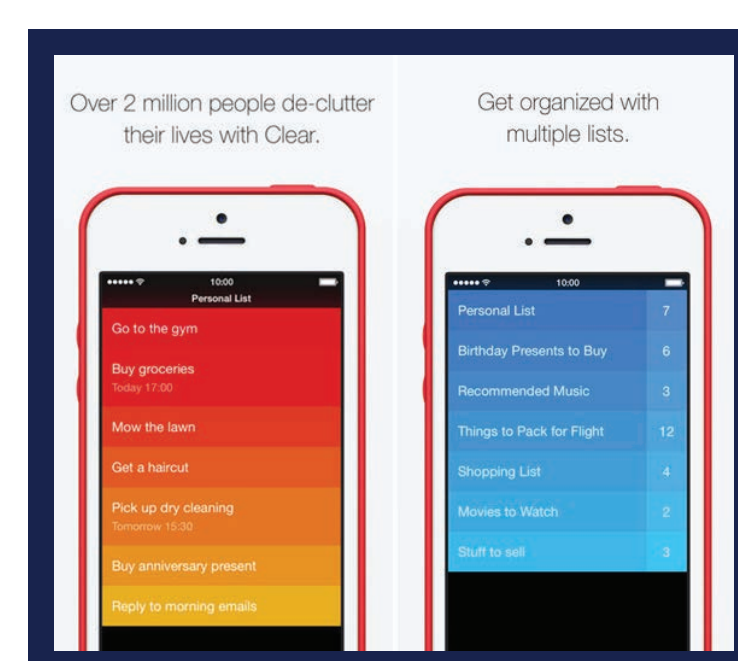 Over 2 million people de-clutter
their lives with Clear.
10:00
Personal List
Go to the gym
Buy groceries
Today 17:00
Mow the lawn
Get a haircut
Pick up dry cleaning
Tomorrow 15:30
Buy anniversary present
Reply to morning emails
Get organized with
multiple lists.
10:00
Personal List 7
Birthday Presents to Buy 6
Recommended Music 3
Things to Pack for Flight 12
Shopping List 4
Movies to Watch 2
Stuff to sell 3